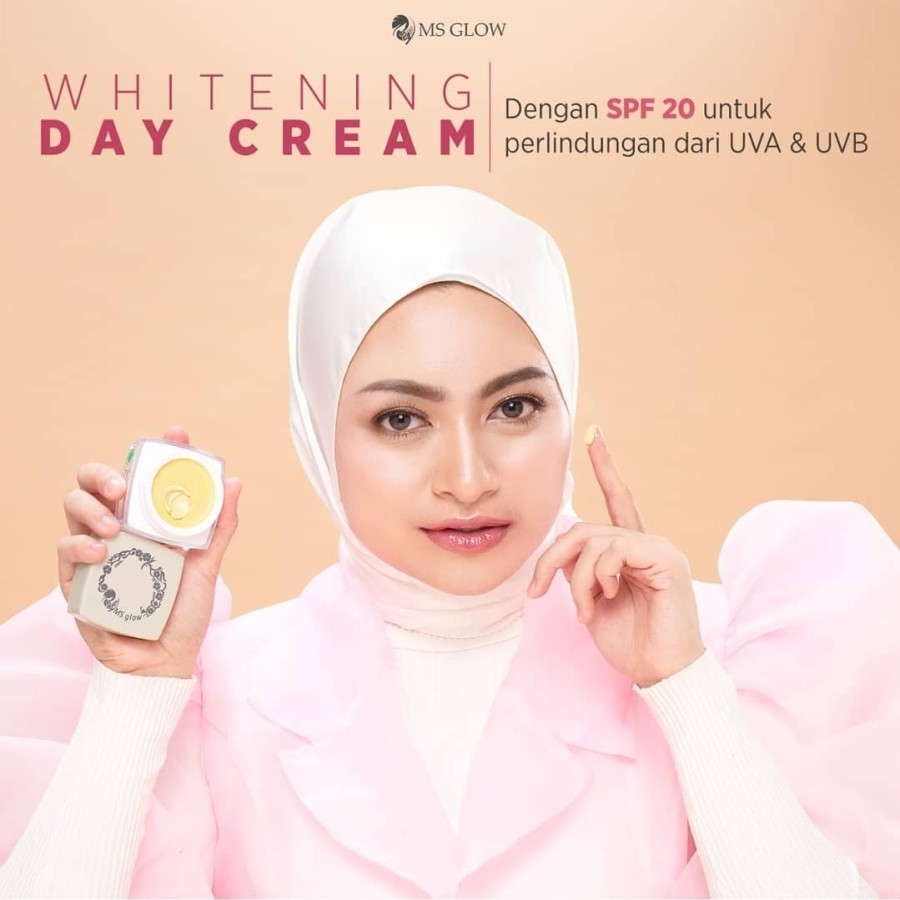 MS GLOW
WHITENING
DAY CREAM
Dengan SPF 20 untuk
perlindungan dari UVA & UVB
MS glow